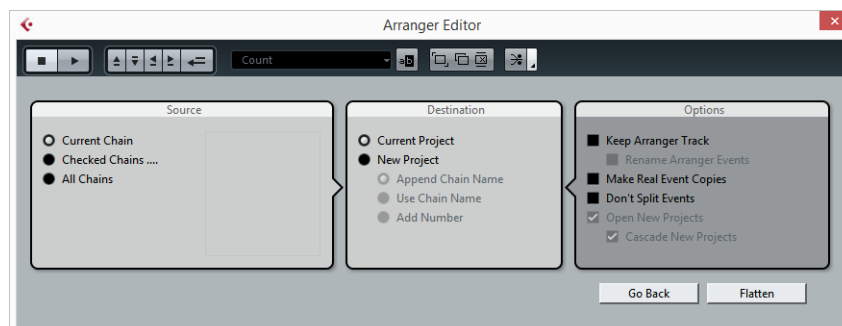 Arranger Editor
Count
ab
Source
Current Chain
Checked Chains ....
All Chains
Destination
Current Project
New Project
Append Chain Name
Use Chain Name
Add Number
Options
Keep Arranger Track
Rename Arranger Events
Make Real Event Copies
Don't Split Events
Open New Projects
Cascade New Projects
Go Back
Flatten